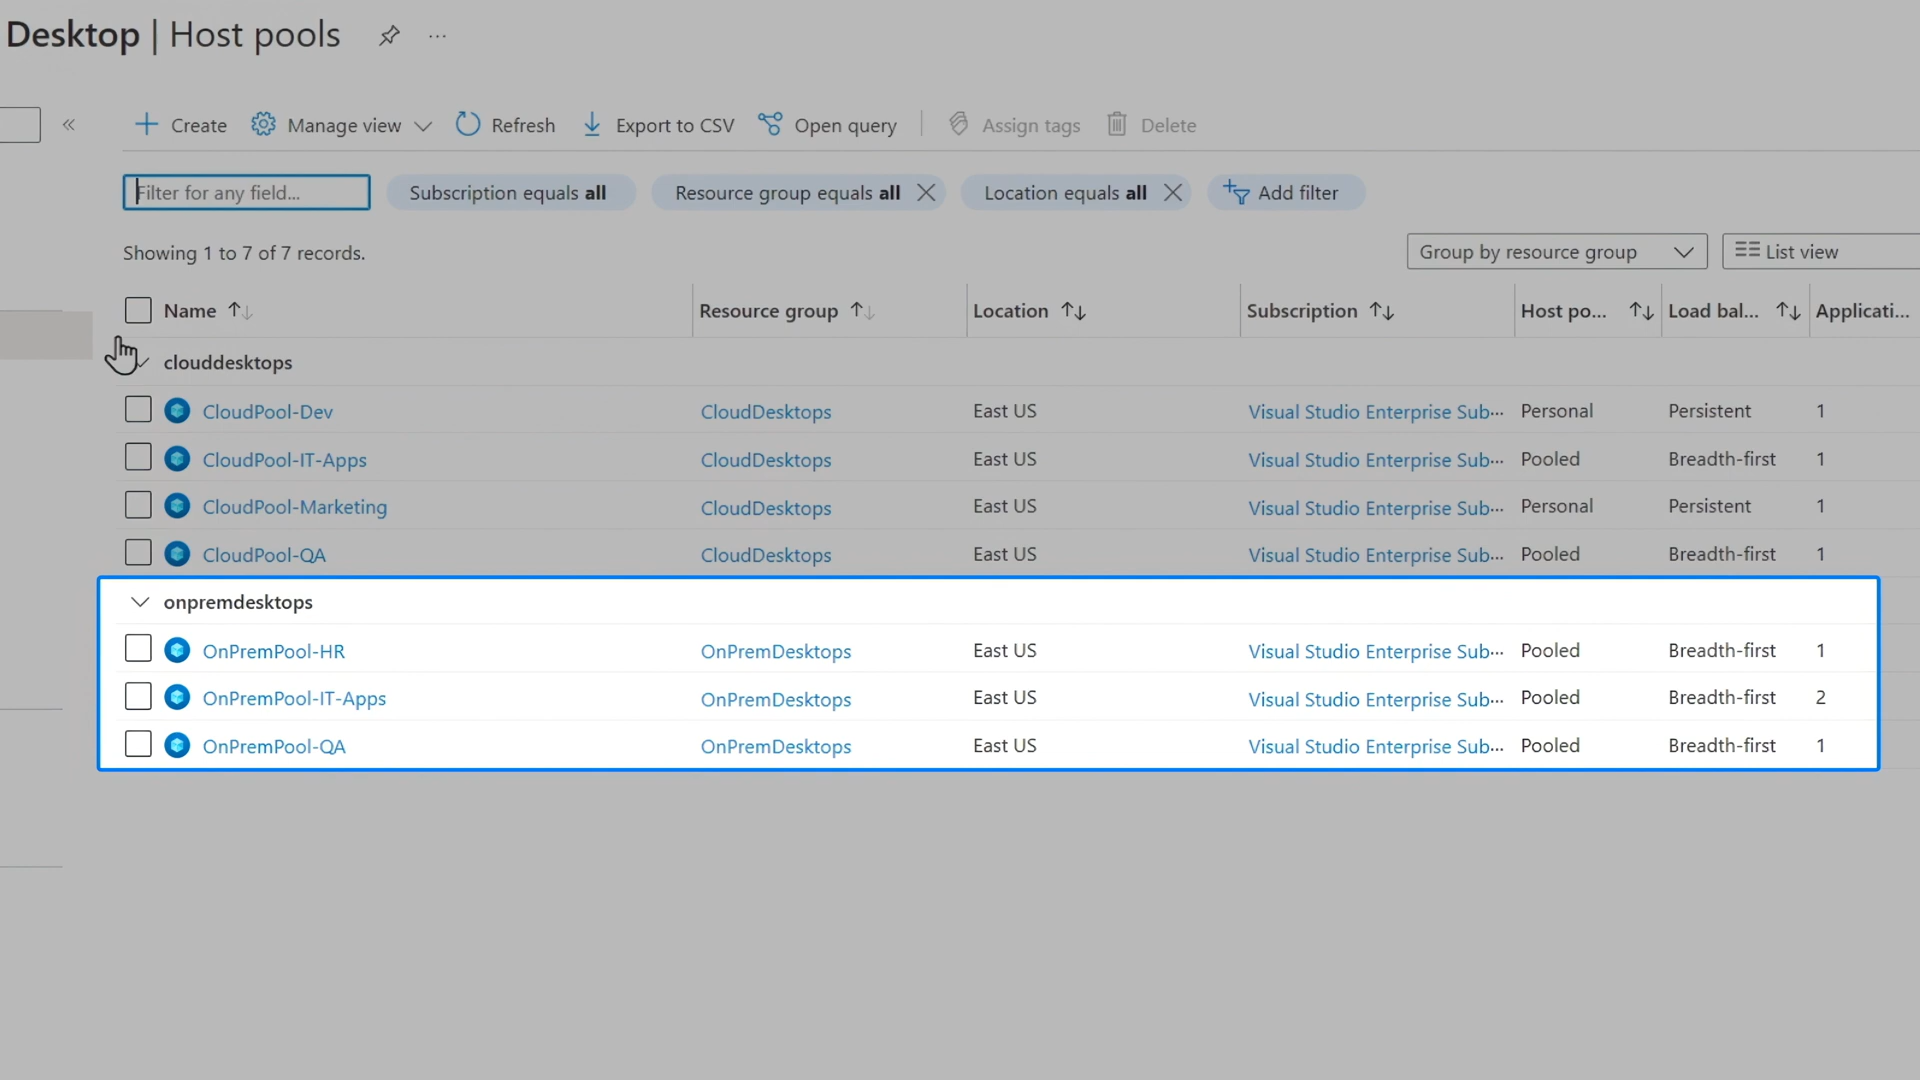 Desktop | Host pools ...
Create Manage view Refresh Export to CSV Open query Assign tags Delete
Filter for any field... Subscription equals all Resource group equals all Location equals all Add filter
Showing 1 to 7 of 7 records. Group by resource group List view
Name Resource group Location Subscription Host po... Load bal... Applicati...
clouddesktops
CloudPool-Dev CloudDesktops East US Visual Studio Enterprise Sub... Personal Persistent 1
CloudPool-IT-Apps CloudDesktops East US Visual Studio Enterprise Sub... Pooled Breadth-first 1
CloudPool-Marketing CloudDesktops East US Visual Studio Enterprise Sub... Personal Persistent 1
CloudPool-QA CloudDesktops East US Visual Studio Enterprise Sub... Pooled Breadth-first 1
onpremdesktops
OnPremPool-HR OnPremDesktops East US Visual Studio Enterprise Sub... Pooled Breadth-first 1
OnPremPool-IT-Apps OnPremDesktops East US Visual Studio Enterprise Sub... Pooled Breadth-first 2
OnPremPool-QA OnPremDesktops East US Visual Studio Enterprise Sub... Pooled Breadth-first 1